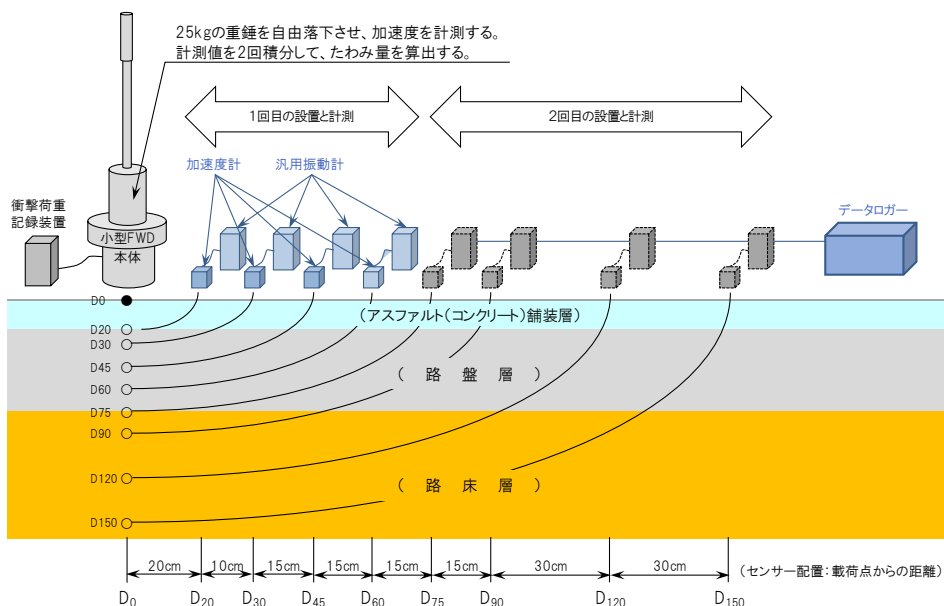 25kgの重錘を自由落下させ、加速度を計測する。
計測値を2回積分して、たわみ量を算出する。
1回目の設置と計測
2回目の設置と計測
加速度計
汎用振動計
衝撃荷重
記録装置
小型FWD
本体
データロガー
D0
(アスファルト(コンクリート)舗装層)
D20
D30
D45
(路盤層)
D60
D75
D90
D120
(路床層)
D150
20cm
10cm
15cm
15cm
15cm
15cm
30cm
30cm
(センサー配置:載荷点からの距離)
D0
D20
D30
D45
D60
D75
D90
D120
D150